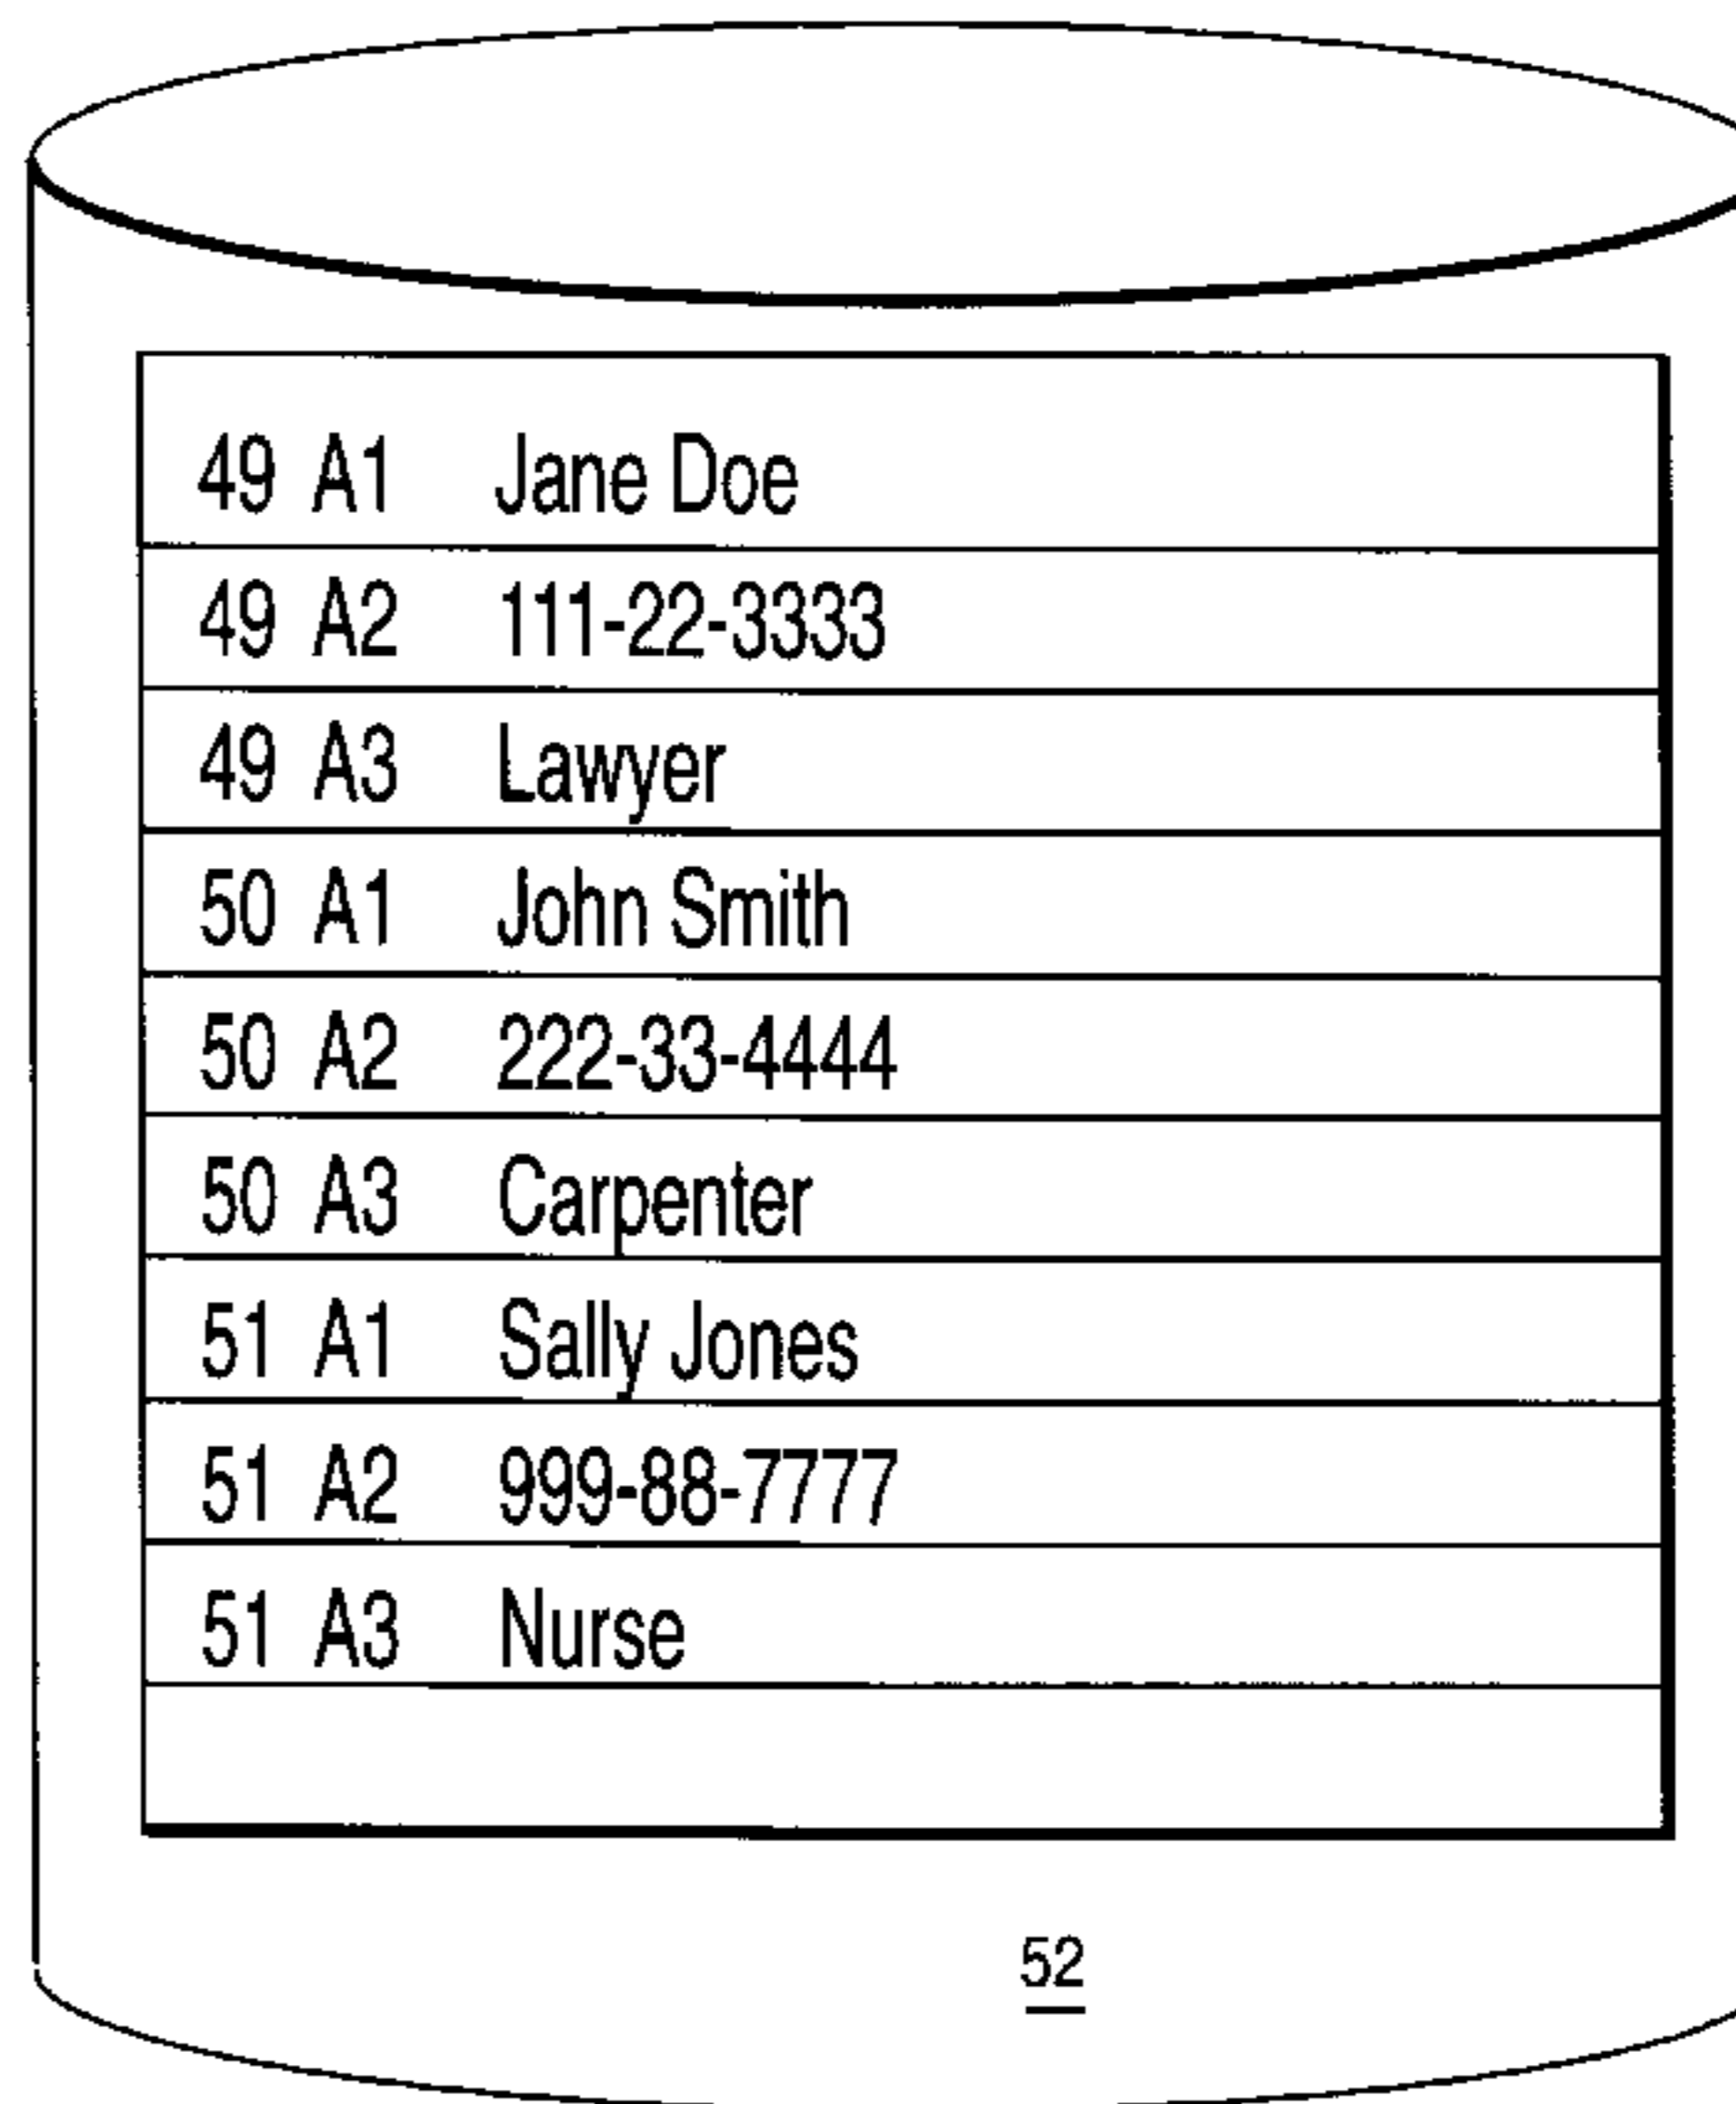 49 A1 Jane Doe
49 A2 111-22-3333
49 A3 Lawyer
50 A1 John Smith
50 A2 222-33-4444
50 A3 Carpenter
51 A1 Sally Jones
51 A2 999-88-7777
51 A3 Nurse
52